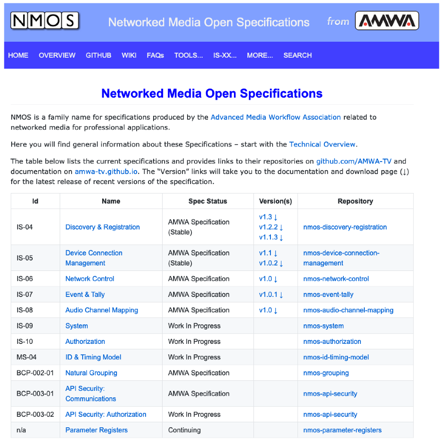 NMOS Networked Media Open Specifications from AMWA
HOME OVERVIEW GITHUB WIKI FAQs TOOLS... IS-XX... MORE... SEARCH
Networked Media Open Specifications
NMOS is a family name for specifications produced by the Advanced Media Workflow Association related to
networked media for professional applications.
Here you will find general information about these Specifications – start with the Technical Overview.
The table below lists the current specifications and provides links to their repositories on github.com/AMWA-TV and
documentation on amwa-tv.github.io. The “Version” links will take you to the documentation and download page (↓)
for the latest release of recent versions of the specification.
Id Name Spec Status Version(s) Repository
IS-04 Discovery & Registration AMWA Specification (Stable) v1.3 ↓ v1.2.2 ↓ v1.1.3 ↓ nmos-discovery-registration
IS-05 Device Connection Management AMWA Specification (Stable) v1.1 ↓ v1.0.2 ↓ nmos-device-connection-management
IS-06 Network Control AMWA Specification v1.0 ↓ nmos-network-control
IS-07 Event & Tally AMWA Specification v1.0.1 ↓ nmos-event-tally
IS-08 Audio Channel Mapping AMWA Specification v1.0 ↓ nmos-audio-channel-mapping
IS-09 System Work In Progress nmos-system
IS-10 Authorization Work In Progress nmos-authorization
MS-04 ID & Timing Model Work In Progress nmos-id-timing-model
BCP-002-01 Natural Grouping AMWA Specification nmos-grouping
BCP-003-01 API Security: Communications AMWA Specification nmos-api-security
BCP-003-02 API Security: Authorization Work In Progress nmos-api-security
n/a Parameter Registers Continuing nmos-parameter-registers